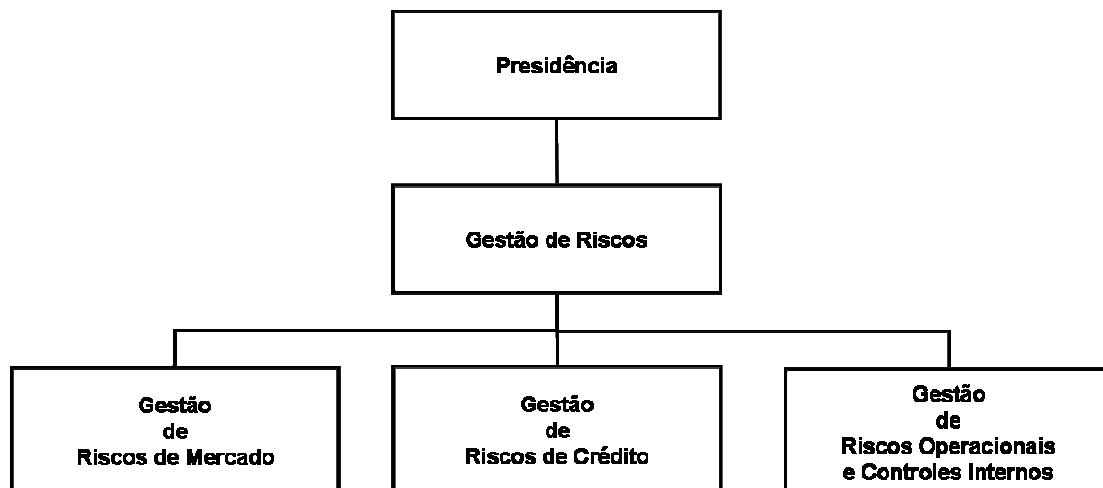 Presidência
Gestão de Riscos
Gestão
de
Riscos de Mercado
Gestão
de
Riscos de Crédito
Gestão
de
Riscos Operacionais
e Controles Internos